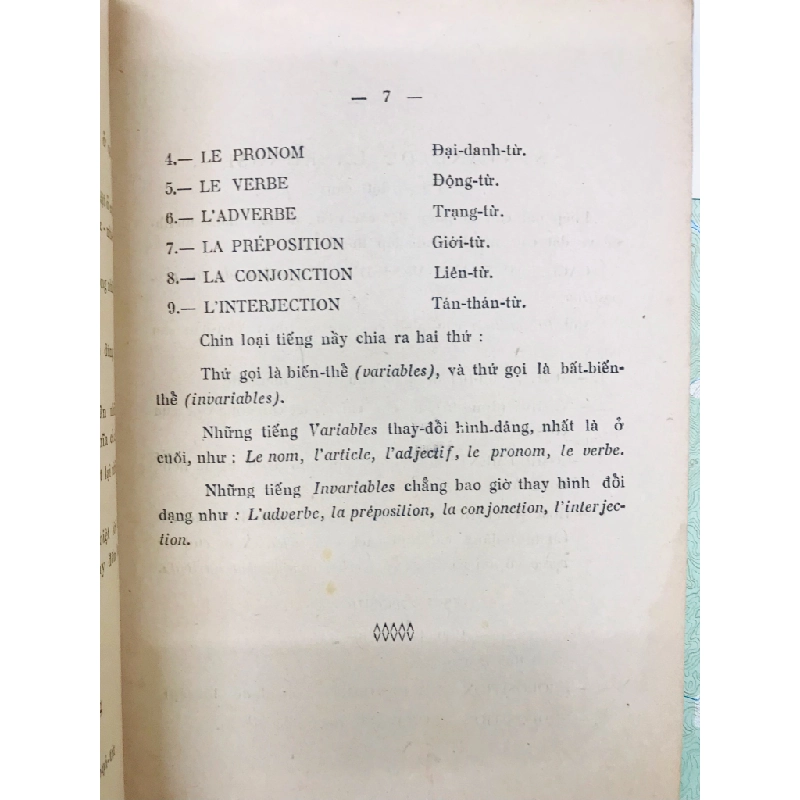 — 7 —
4.— LE PRONOM Đại-danh-từ.
5.— LE VERBE Động-từ.
6.— L'ADVERBE Trạng-từ.
7.— LA PRÉPOSITION Giới-từ.
8.— LA CONJONCTION Liên-từ.
9.— L'INTERJECTION Tán-thán-từ.
Chín loại tiếng nầy chia ra hai thứ :
Thứ gọi là biến-thể (variables), và thứ gọi là bất-biến-
thể (invariables).
Những tiếng Variables thay-đổi hình-dáng, nhất là ở
cuối, như : Le nom, l'article, l'adjectif, le pronom, le verbe.
Những tiếng Invariables chẳng bao giờ thay hình đổi
dạng như : L'adverbe, la préposition, la conjonction, l'interjec-
tion.